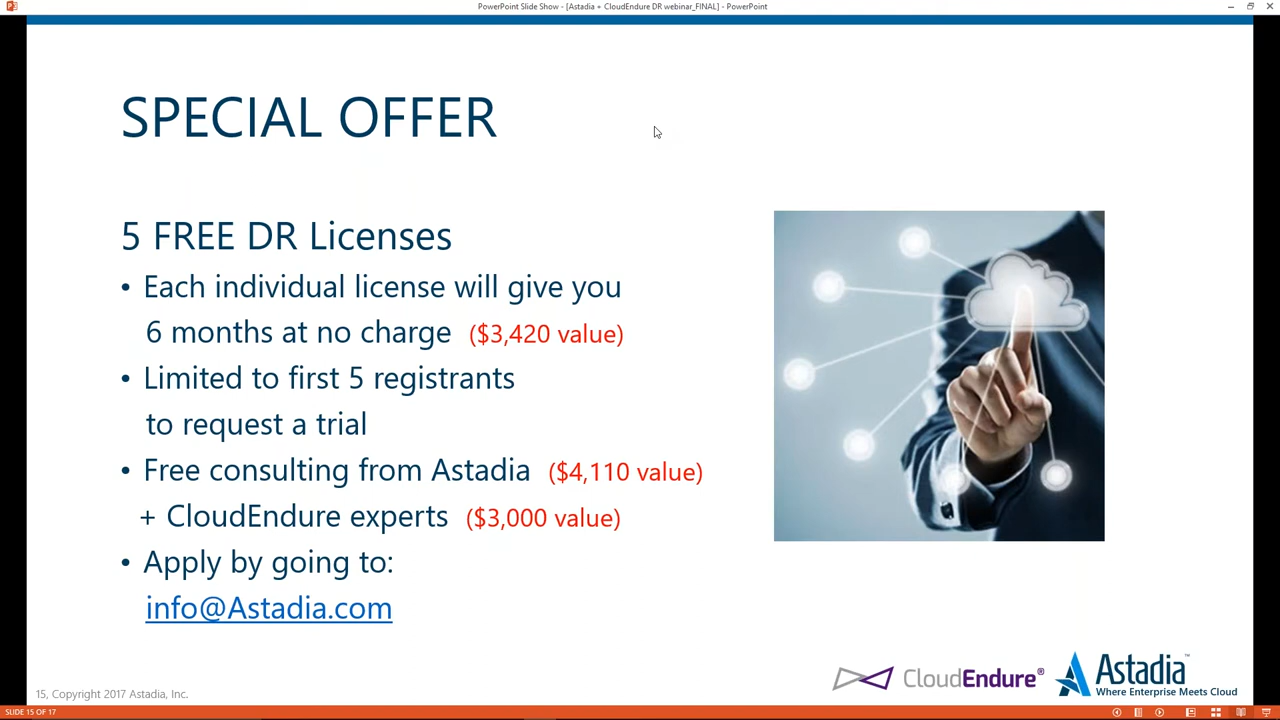 PowerPoint Slide Show - [Astadia + CloudEndure DR webinar_FINAL] - PowerPoint
SPECIAL OFFER
5 FREE DR Licenses
• Each individual license will give you
6 months at no charge ($3,420 value)
• Limited to first 5 registrants
to request a trial
• Free consulting from Astadia ($4,110 value)
+ CloudEndure experts ($3,000 value)
• Apply by going to:
info@Astadia.com
CloudEndure®
Astadia™
Where Enterprise Meets Cloud
15, Copyright 2017 Astadia, Inc.
SLIDE 15 OF 17